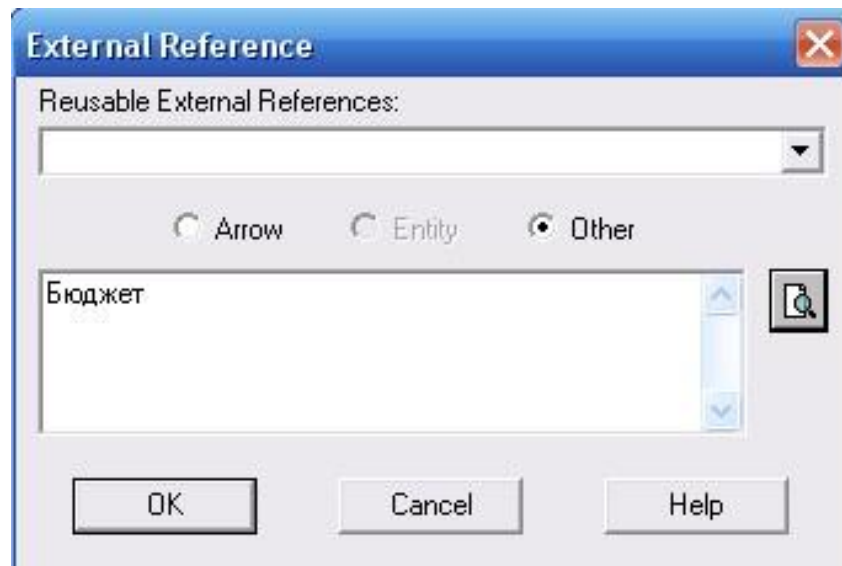 External Reference
Reusable External References:
Arrow Entity Other
Бюджет
OK Cancel Help